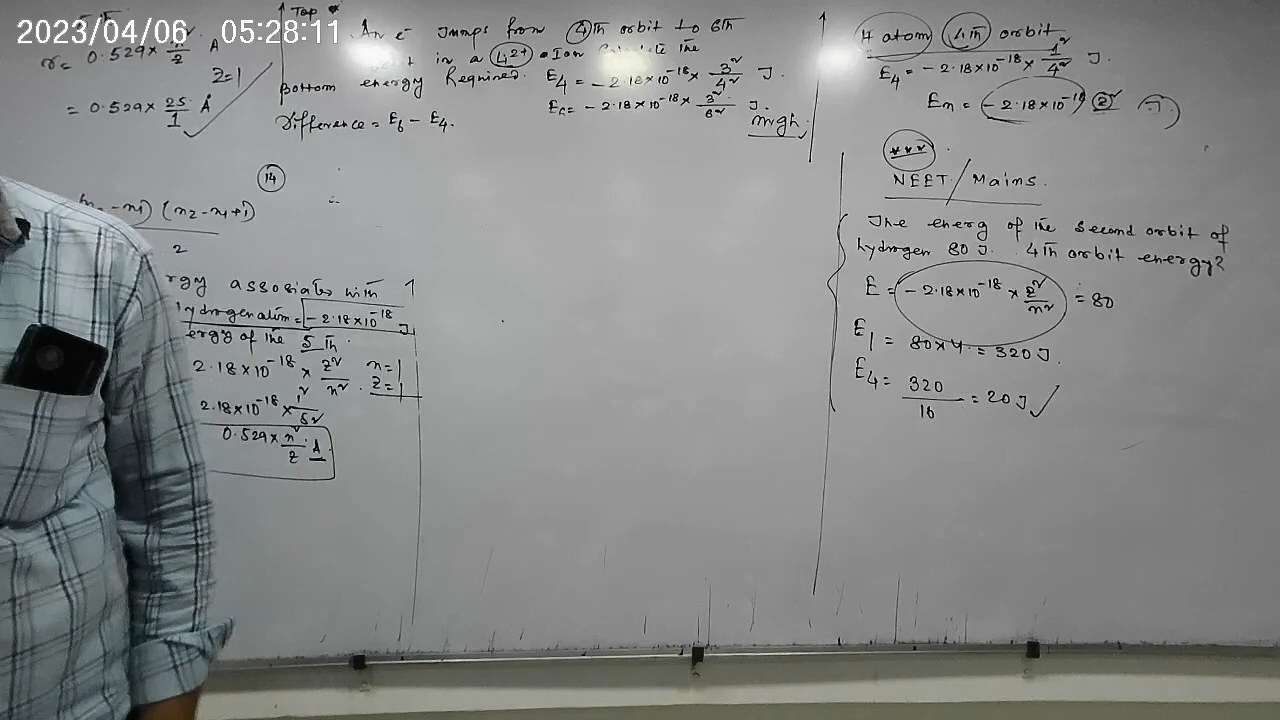 2023/04/06 05:28:11
r = 0.529 × n²/2 Å
Z=1
= 0.529 × 25/1 Å
Top
Bottom
An e⁻ Jumps from 4th orbit to 6th
in a Li²⁺ Ion the
energy Required. E₄ = -2.18×10⁻¹⁸ × 3²/4² J.
E₆ = -2.18×10⁻¹⁸ × 3²/6² J.
Difference = E₆ - E₄.
mgh
14
(n₂-n₁) (n₂-n₁+1)
2
rgy associated with 1
hydrogen atom = -2.18×10⁻¹⁸ J
ergy of the 5th
2.18×10⁻¹⁸ × Z²/n² n=1
Z=1
2.18×10⁻¹⁸ × 1²/5²
0.529 × n²/Z Å
H atom 4th orbit
E₄ = -2.18×10⁻¹⁸ × 1²/4² J.
Eₙ = -2.18×10⁻¹⁸ Z² J
***
NEET/Mains.
The energ of the second orbit of
hydrogen 80 J. 4th orbit energy?
E = -2.18×10⁻¹⁸ × Z²/n² = 80
E₁ = 80×4 = 320 J.
E₄ = 320/16 = 20 J